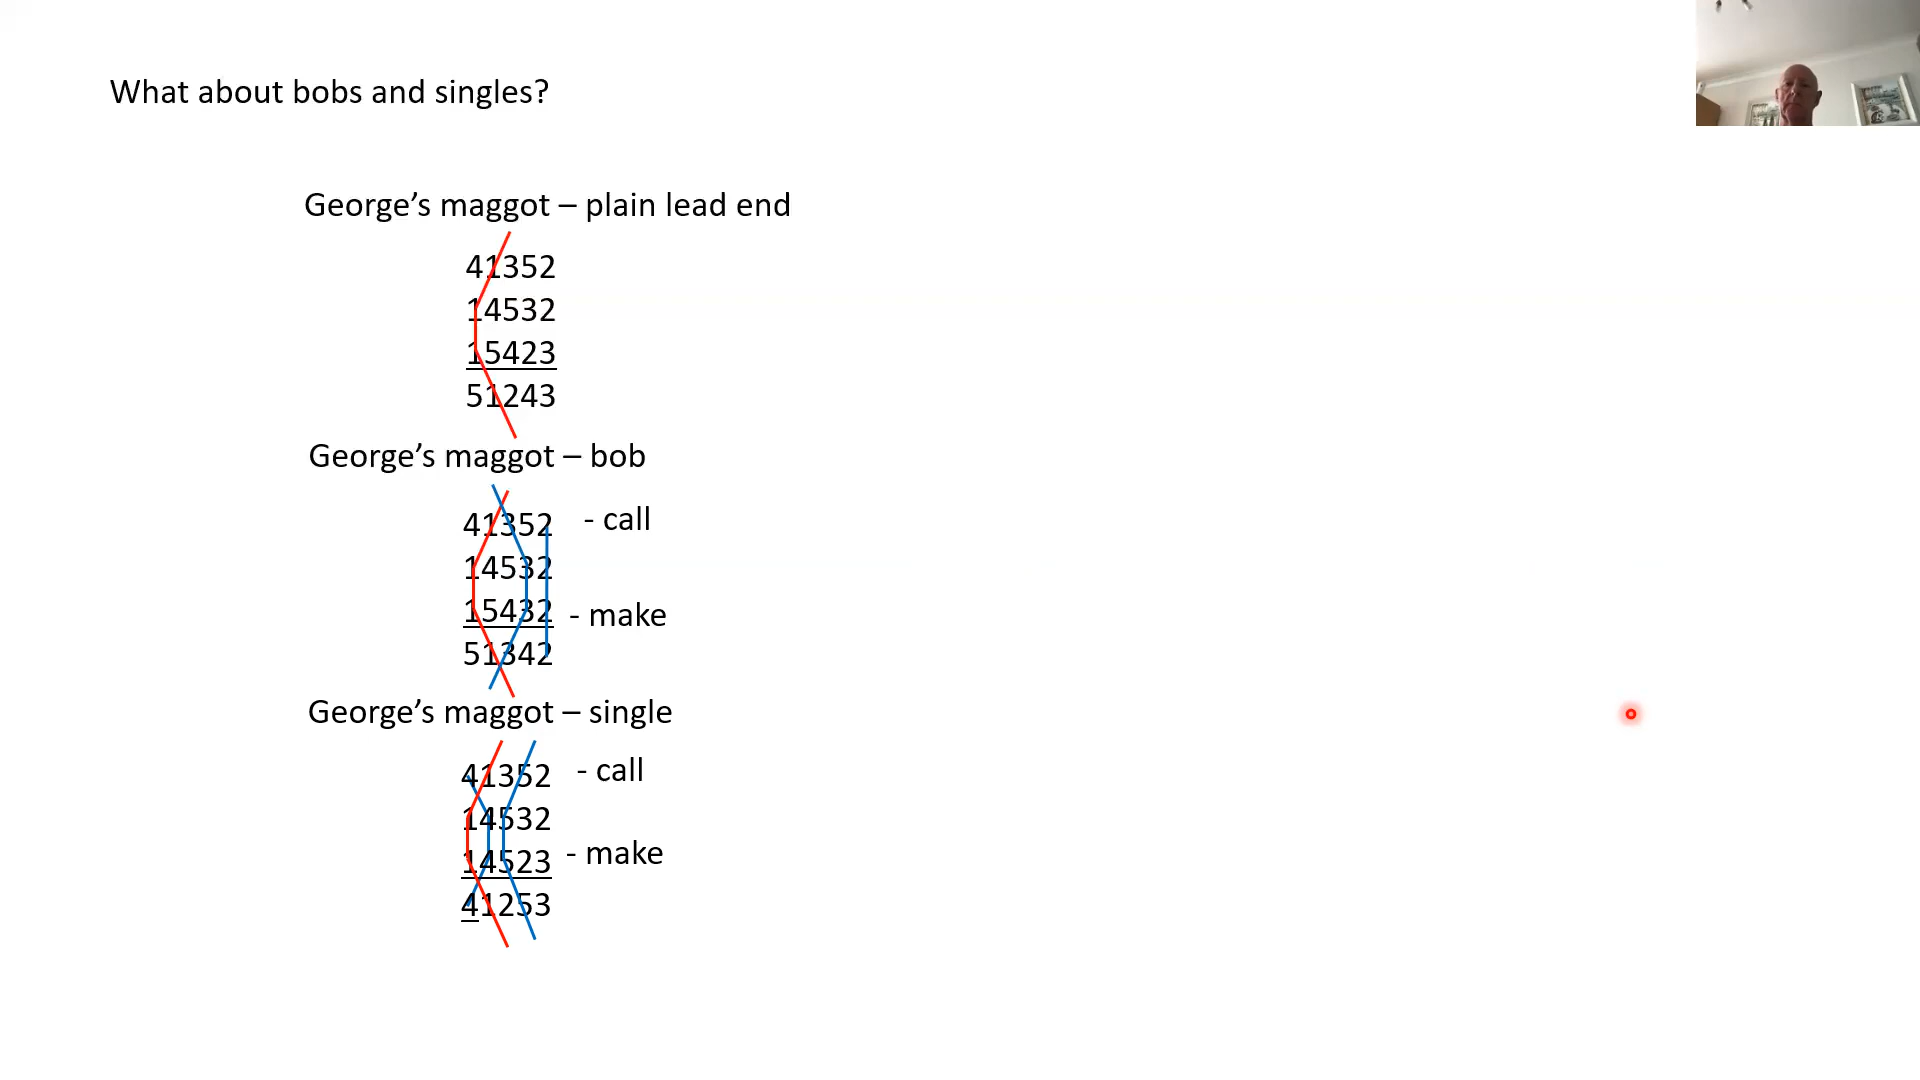 What about bobs and singles?
George’s maggot – plain lead end
41352
14532
15423
51243
George’s maggot – bob
41352 - call
14532
15432 - make
51342
George’s maggot – single
41352 - call
14532
14523 - make
41253